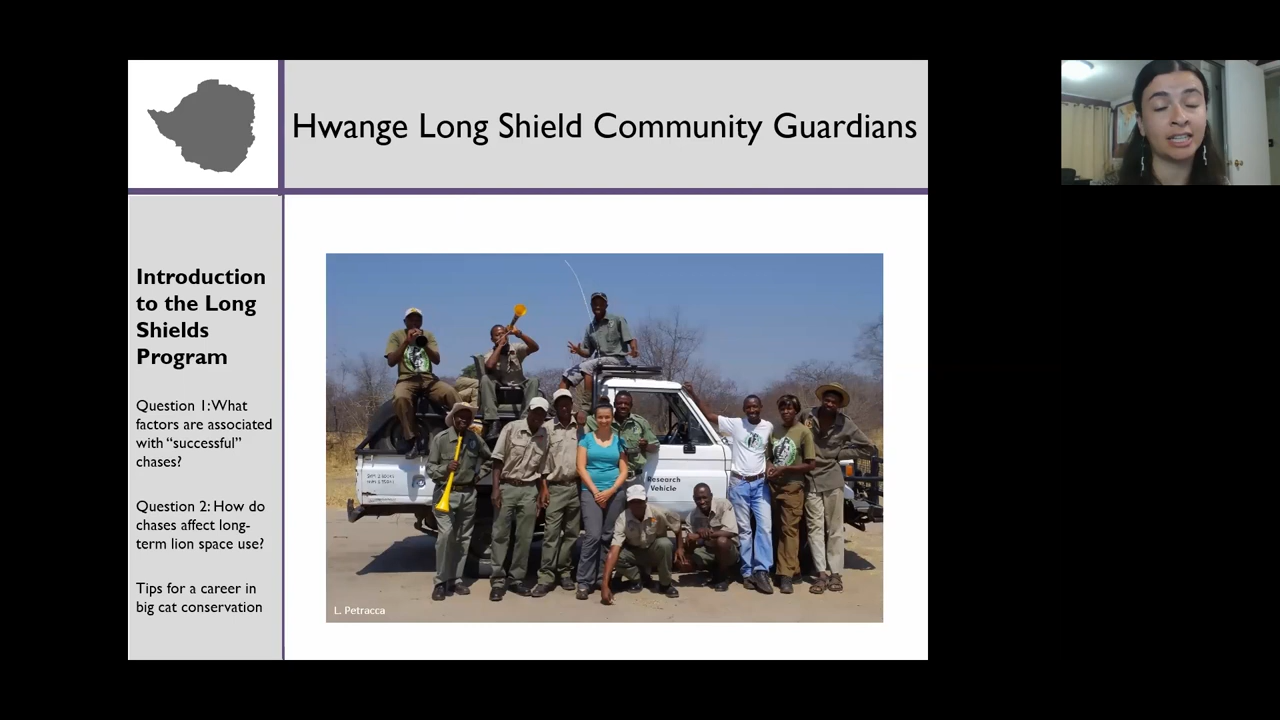 Hwange Long Shield Community Guardians
Introduction
to the Long
Shields
Program
Question 1: What
factors are associated
with “successful”
chases?
Question 2: How do
chases affect long-
term lion space use?
Tips for a career in
big cat conservation
Research
Vehicle
L. Petracca